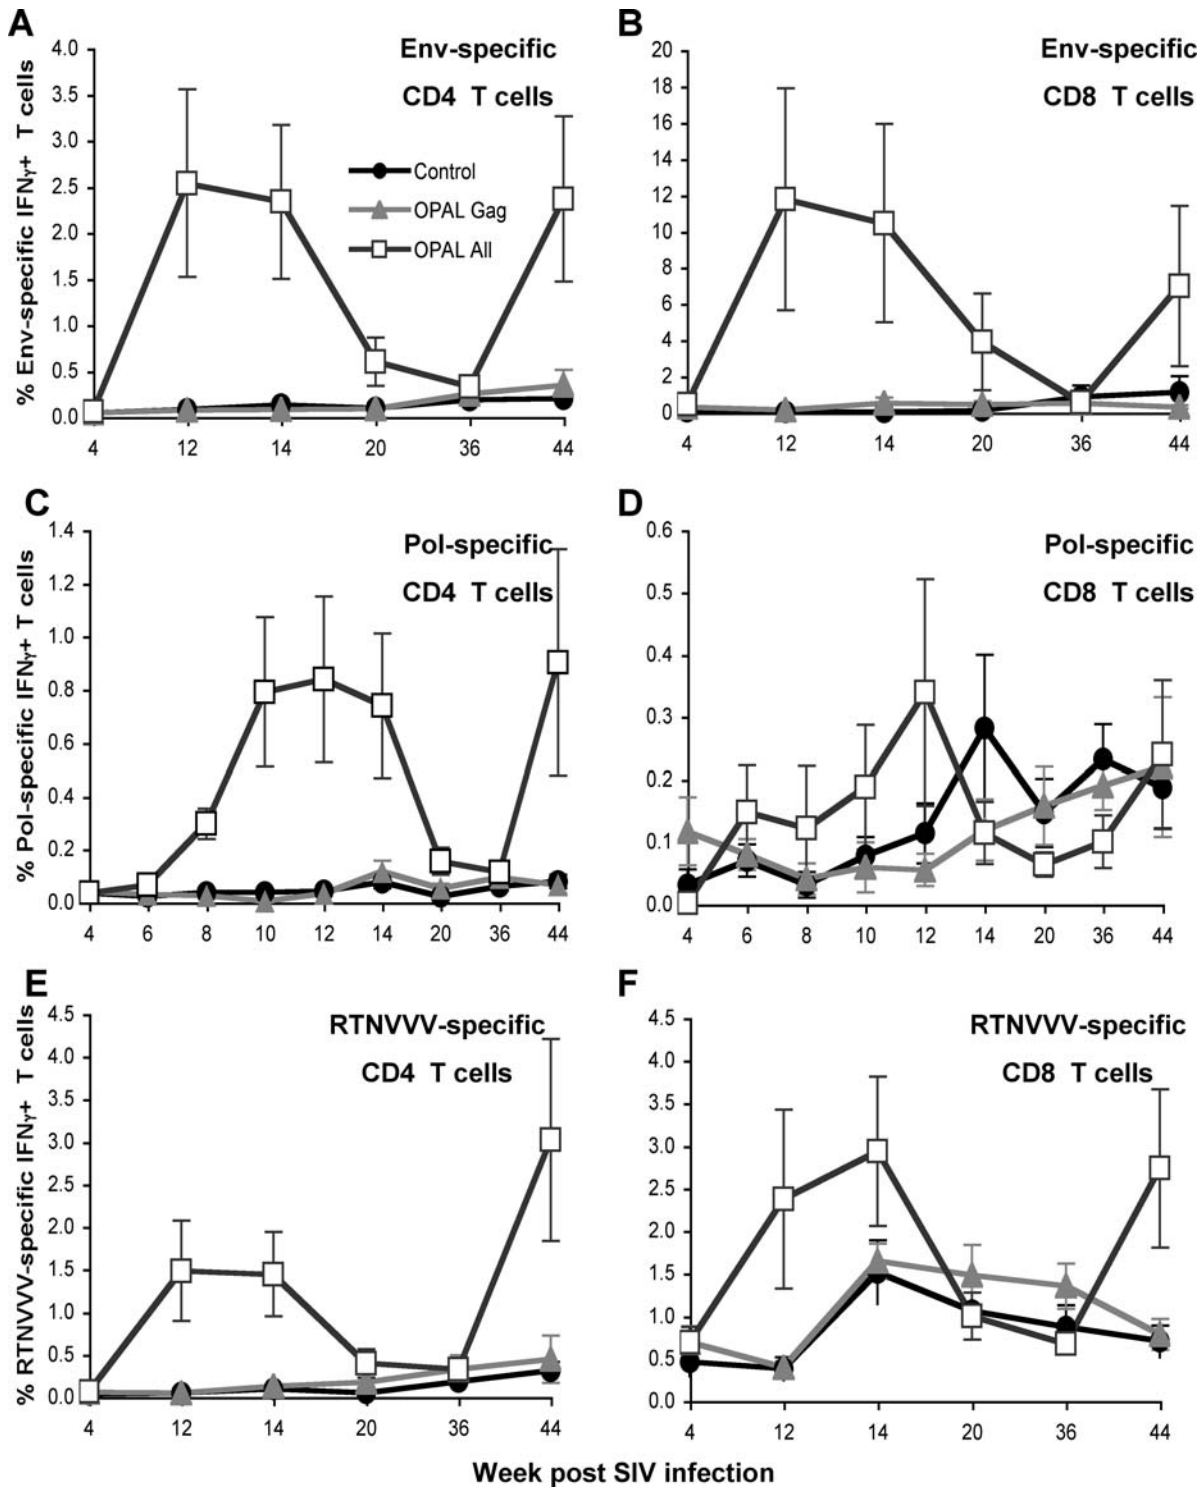 A
Env-specific
CD4 T cells
% Env-specific IFNγ+ T cells
4.0
3.5
3.0
2.5
2.0
1.5
1.0
0.5
0.0
4 12 14 20 36 44
Control
OPAL Gag
OPAL All
B
Env-specific
CD8 T cells
20
18
16
14
12
10
8
6
4
2
0
4 12 14 20 36 44
C
Pol-specific
CD4 T cells
% Pol-specific IFNγ+ T cells
1.4
1.2
1.0
0.8
0.6
0.4
0.2
0.0
4 6 8 10 12 14 20 36 44
D
Pol-specific
CD8 T cells
0.6
0.5
0.4
0.3
0.2
0.1
0.0
4 6 8 10 12 14 20 36 44
E
RTNVVV-specific
CD4 T cells
% RTNVVV-specific IFNγ+ T cells
4.5
4.0
3.5
3.0
2.5
2.0
1.5
1.0
0.5
0.0
4 12 14 20 36 44
F
RTNVVV-specific
CD8 T cells
4.5
4.0
3.5
3.0
2.5
2.0
1.5
1.0
0.5
0.0
4 12 14 20 36 44
Week post SIV infection